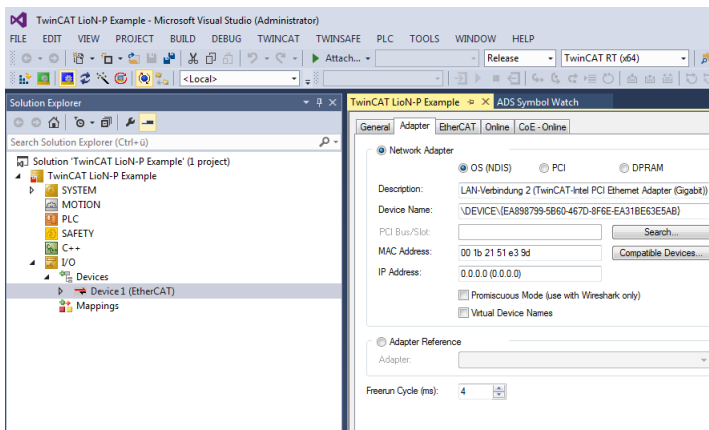 TwinCAT LioN-P Example - Microsoft Visual Studio (Administrator)
FILE EDIT VIEW PROJECT BUILD DEBUG TWINCAT TWINSAFE PLC TOOLS WINDOW HELP
Attach... Release TwinCAT RT (x64)
<Local>
Solution Explorer
Search Solution Explorer (Ctrl+ü)
Solution 'TwinCAT LioN-P Example' (1 project)
TwinCAT LioN-P Example
SYSTEM
MOTION
PLC
SAFETY
C++
I/O
Devices
Device 1 (EtherCAT)
Mappings
TwinCAT LioN-P Example ADS Symbol Watch
General Adapter EtherCAT Online CoE - Online
Network Adapter
OS (NDIS) PCI DPRAM
Description: LAN-Verbindung 2 (TwinCAT-Intel PCI Ethernet Adapter (Gigabit))
Device Name: \DEVICE\{EA898799-5B60-467D-8F6E-EA31BE63E5AB}
PCI Bus/Slot: Search...
MAC Address: 00 1b 21 51 e3 9d Compatible Devices...
IP Address: 0.0.0.0 (0.0.0.0)
Promiscuous Mode (use with Wireshark only)
Virtual Device Names
Adapter Reference
Adapter:
Freerun Cycle (ms): 4